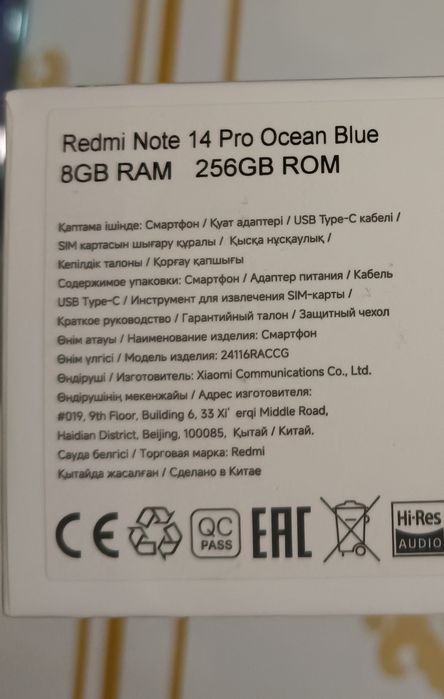 Redmi Note 14 Pro Ocean Blue
8GB RAM 256GB ROM
Қаптама ішінде: Смартфон / Қуат адаптері / USB Type-C кабелі /
SIM картасын шығару құралы / Қысқа нұсқаулық /
Кепілдік талоны / Қорғау қапшығы
Содержимое упаковки: Смартфон / Адаптер питания / Кабель
USB Type-C / Инструмент для извлечения SIM-карты /
Краткое руководство / Гарантийный талон / Защитный чехол
Өнім атауы / Наименование изделия: Смартфон
Өнім үлгісі / Модель изделия: 24116RACCG
Өндіруші / Изготовитель: Xiaomi Communications Co., Ltd.
Өндірушінің мекенжайы / Адрес изготовителя:
#019, 9th Floor, Building 6, 33 Xi' erqi Middle Road,
Haidian District, Beijing, 100085, Қытай / Китай.
Сауда белгісі / Торговая марка: Redmi
Қытайда жасалған / Сделано в Китае
CE QC PASS EAC Hi-Res AUDIO